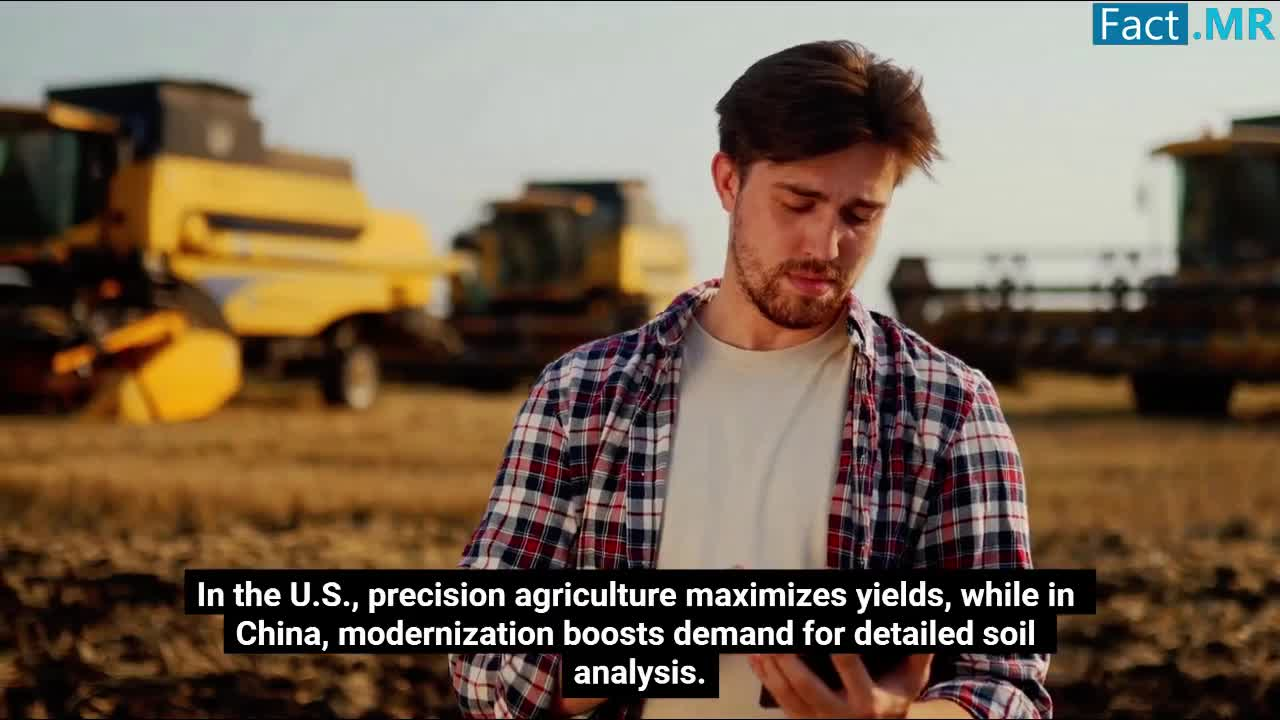 Fact.MR
In the U.S., precision agriculture maximizes yields, while in
China, modernization boosts demand for detailed soil
analysis.